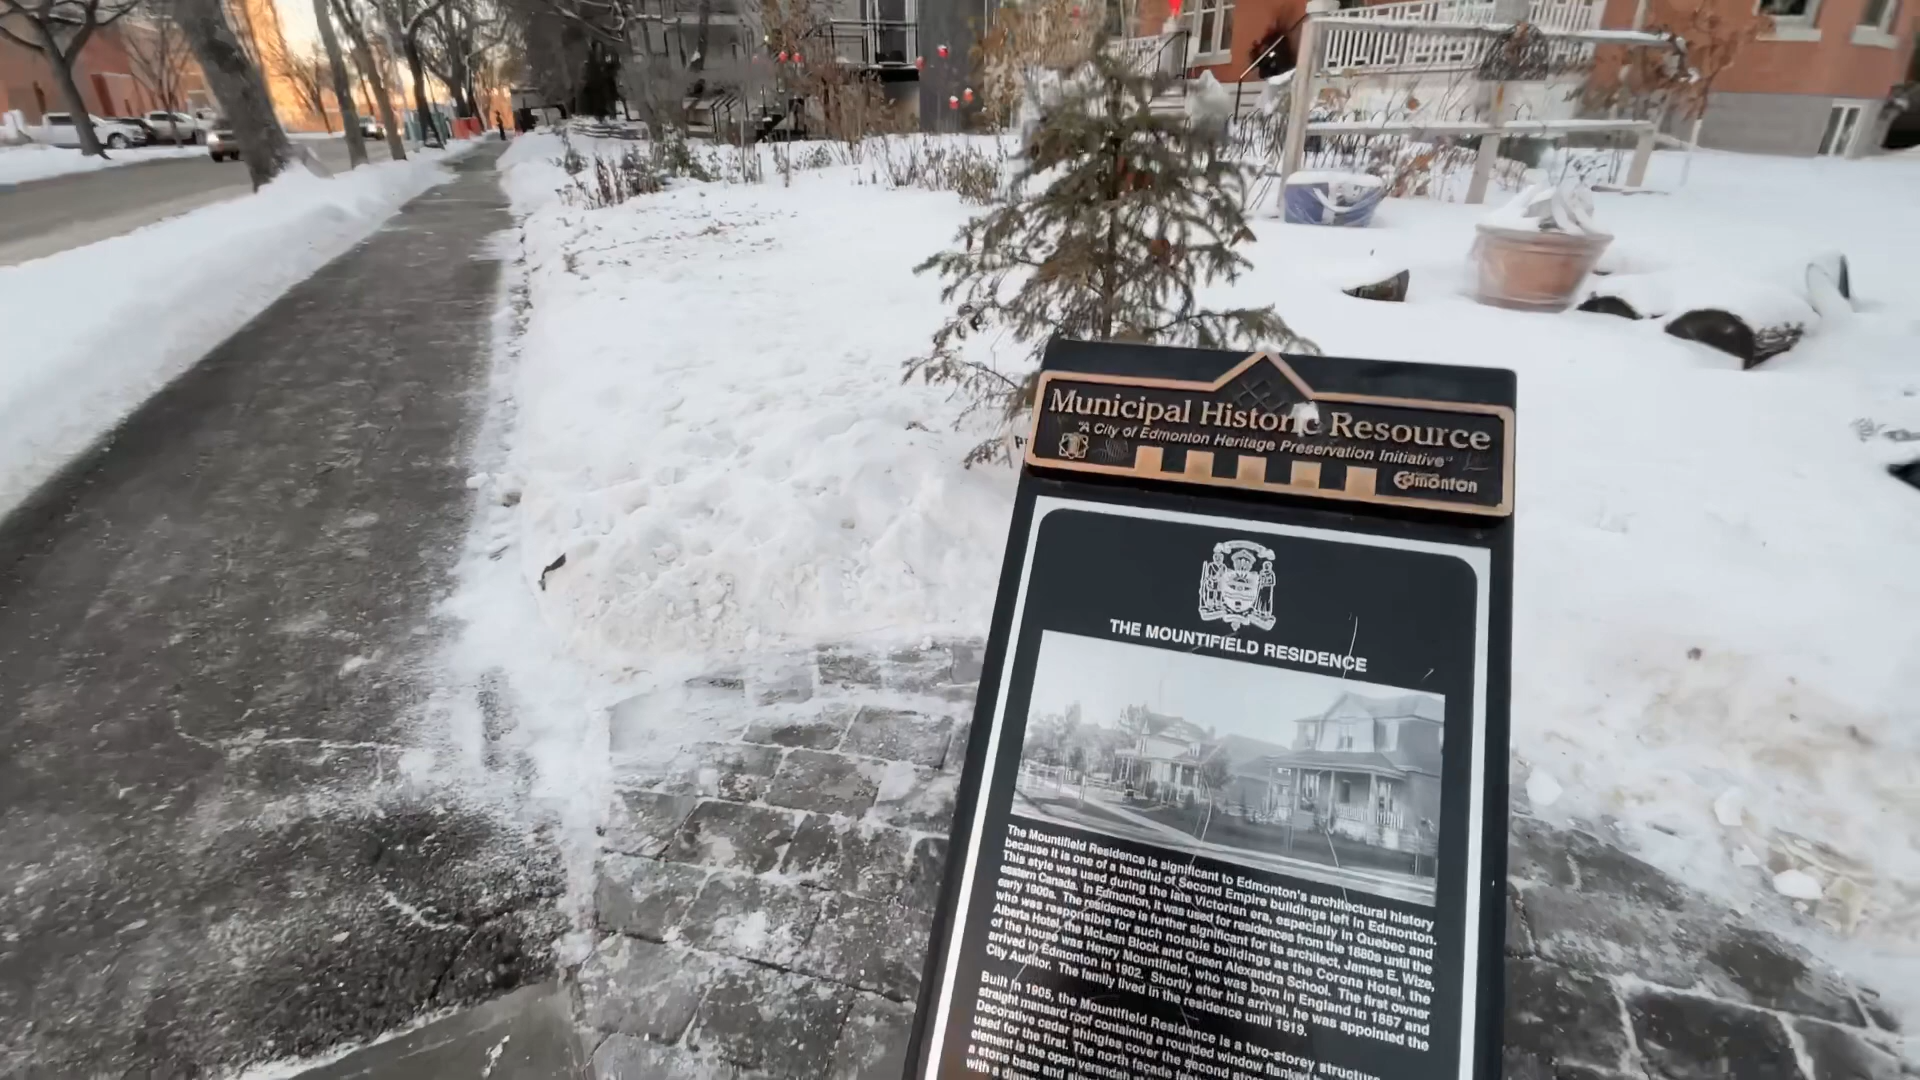 Municipal Historic Resource
"A City of Edmonton Heritage Preservation Initiative"
Edmonton
THE MOUNTIFIELD RESIDENCE
The Mountifield Residence is significant to Edmonton's architectural history
because it is one of a handful of Second Empire buildings left in Edmonton.
This style was used during the late Victorian era, especially in Quebec and
eastern Canada. In Edmonton, it was used for residences from the 1880s until the
early 1900s. The residence is further significant for its architect, James E. Wize,
who was responsible for such notable buildings as the Corona Hotel, the
Alberta Hotel, the McLean Block and Queen Alexandra School. The first owner
of the house was Henry Mountifield, who was born in England in 1867 and
arrived in Edmonton in 1902. Shortly after his arrival, he was appointed the
City Auditor. The family lived in the residence until 1919.
Built in 1905, the Mountifield Residence is a two-storey structure
straight mansard roof containing a rounded window flanked
Decorative cedar shingles cover the second
used for the first. The north façade
element is the open verandah
a stone base and
with a